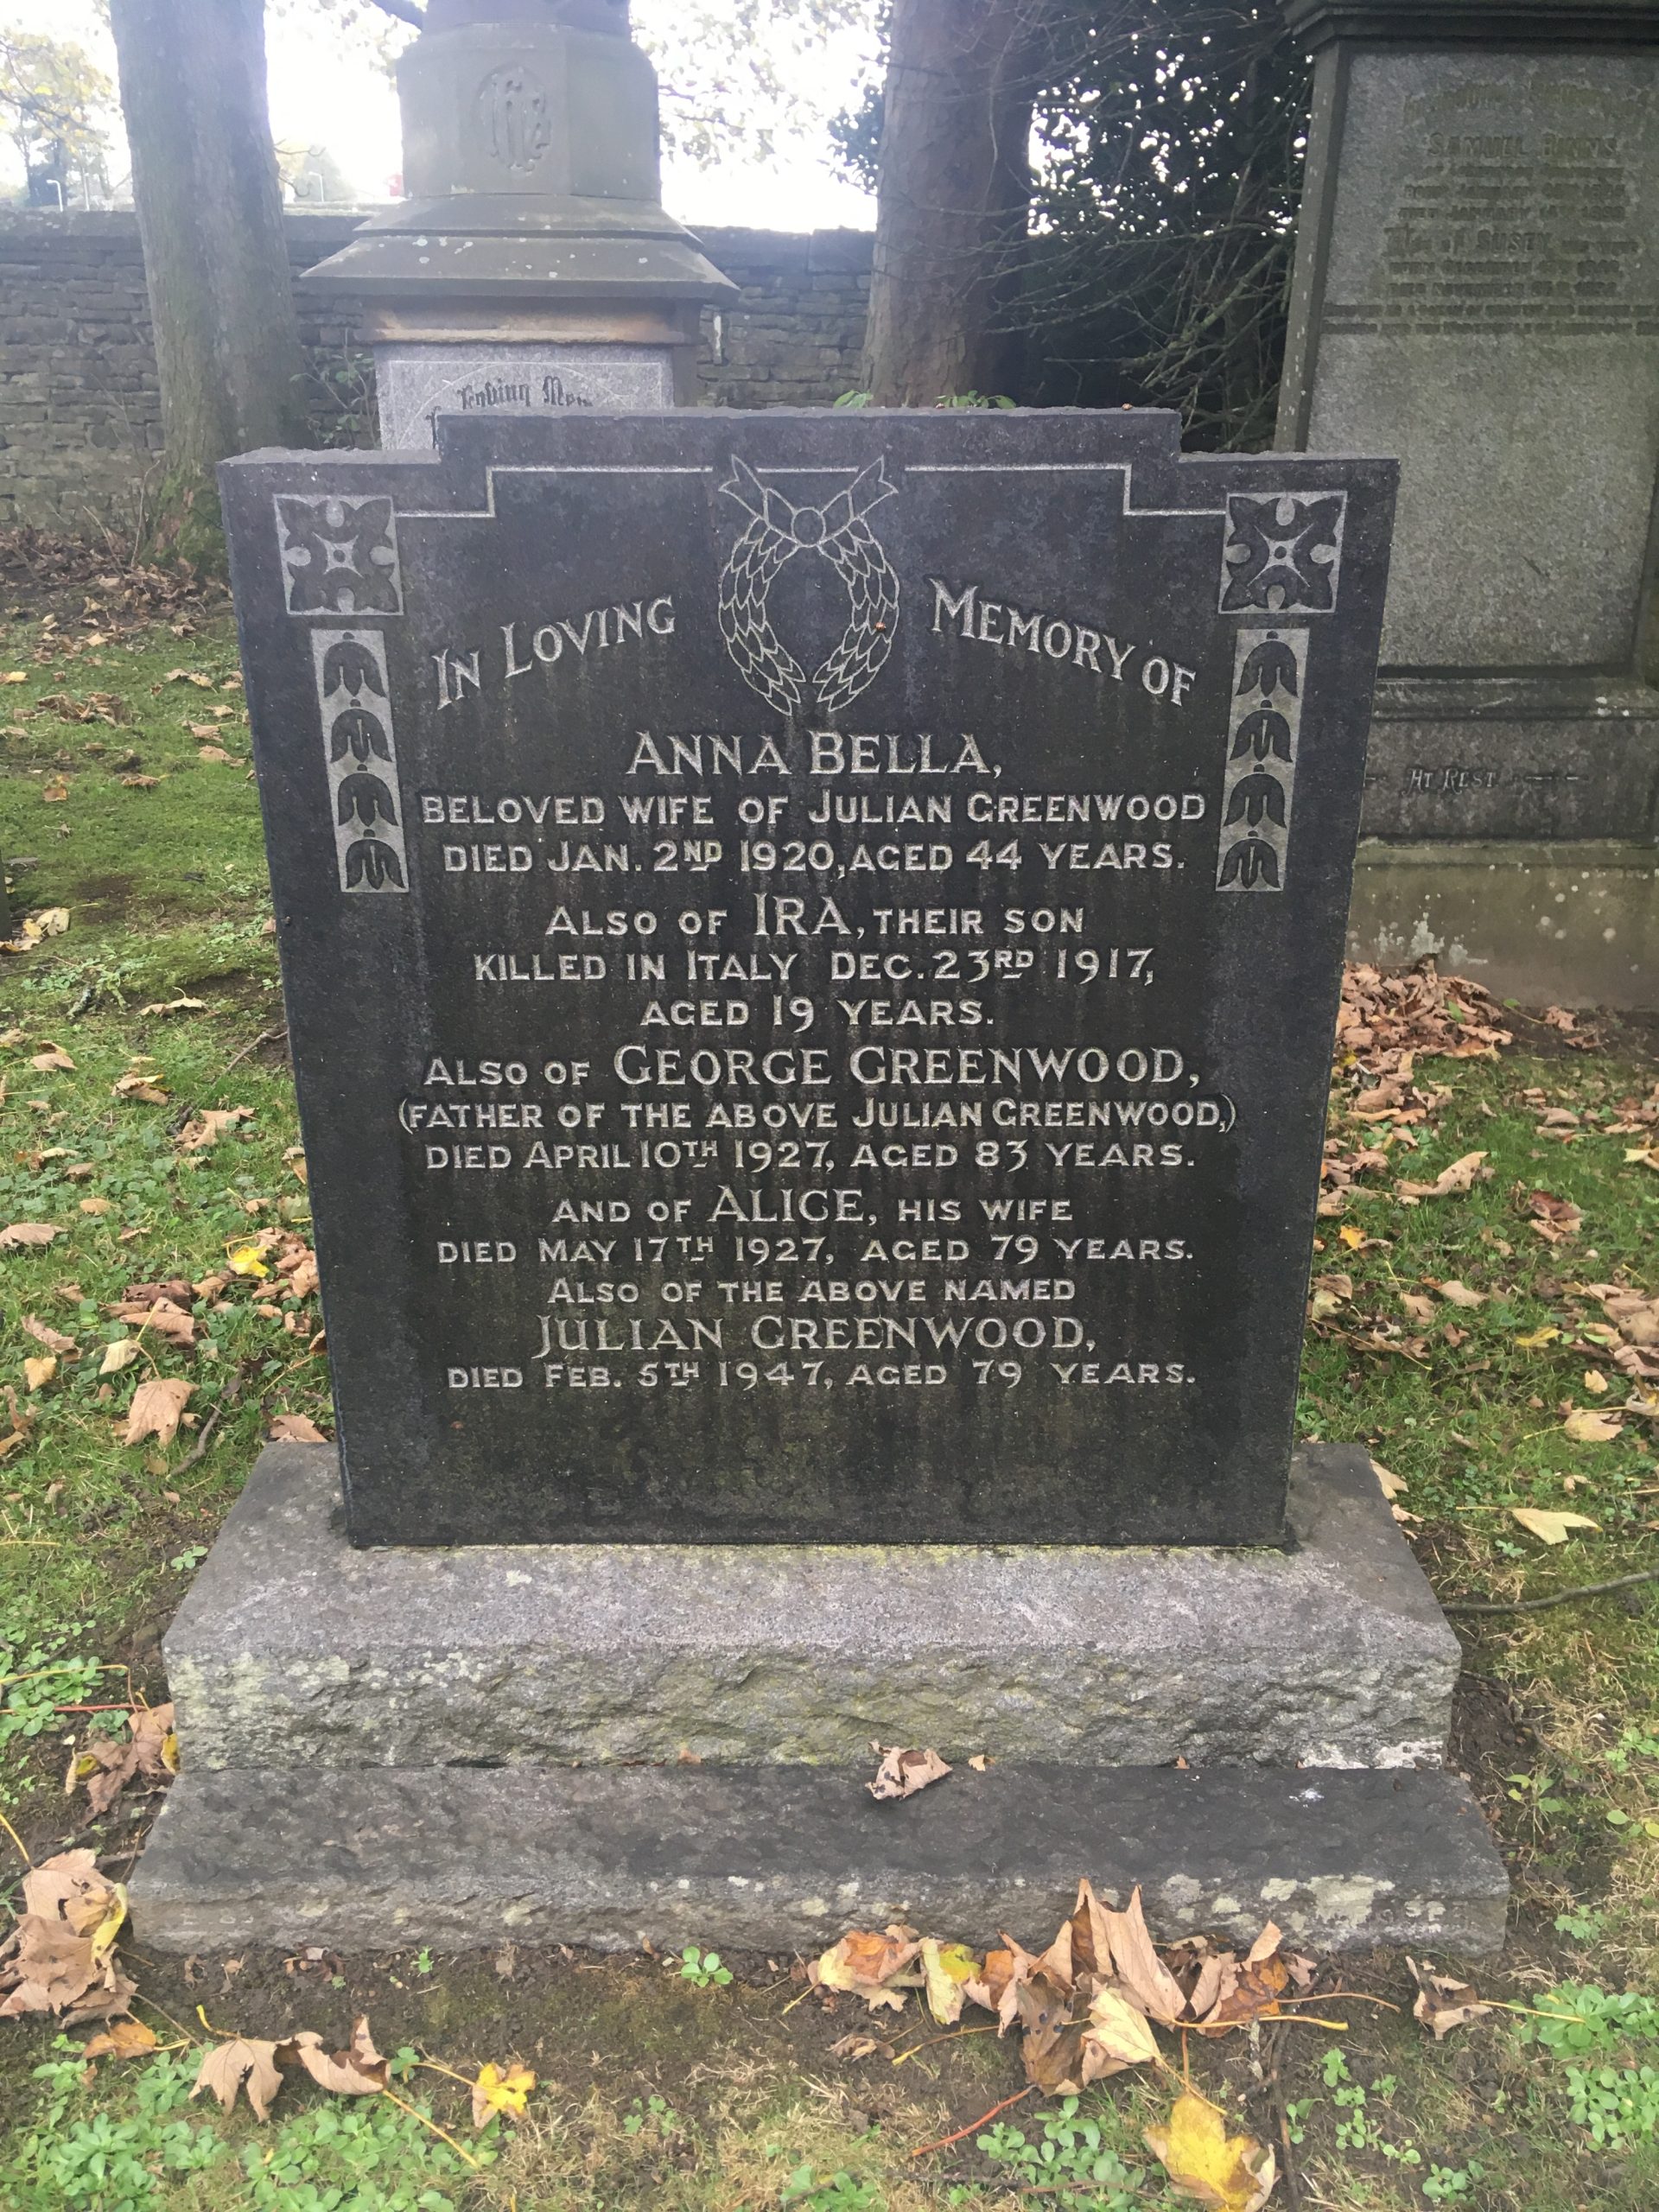 Loving
SAMUEL
Also of SUSEY
AT REST
IN LOVING MEMORY OF
ANNA BELLA,
BELOVED WIFE OF JULIAN GREENWOOD
DIED JAN. 2ND 1920, AGED 44 YEARS.
ALSO OF IRA, THEIR SON
KILLED IN ITALY DEC. 23RD 1917,
AGED 19 YEARS.
ALSO OF GEORGE GREENWOOD,
(FATHER OF THE ABOVE JULIAN GREENWOOD,)
DIED APRIL 10TH 1927, AGED 83 YEARS.
AND OF ALICE, HIS WIFE
DIED MAY 17TH 1927, AGED 79 YEARS.
ALSO OF THE ABOVE NAMED
JULIAN GREENWOOD,
DIED FEB. 5TH 1947, AGED 79 YEARS.